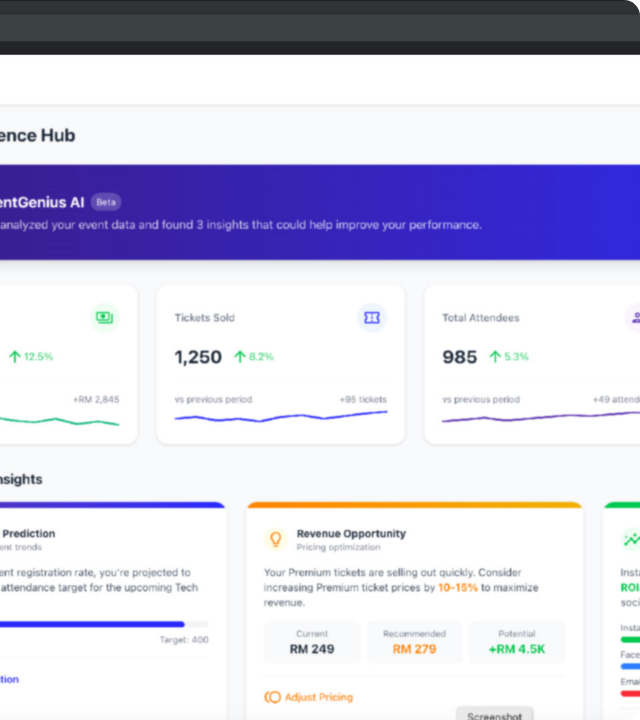 ence Hub
entGenius AI Beta
analyzed your event data and found 3 insights that could help improve your performance.
Tickets Sold
Total Attendees
12.5%
1,250 8.2%
985 5.3%
+RM 2,845
vs previous period +95 tickets
vs previous period +49 attend
nsights
Prediction
ent trends
ent registration rate, you're projected to
attendance target for the upcoming Tech
Target: 400
tion
Revenue Opportunity
Pricing optimization
Your Premium tickets are selling out quickly. Consider
increasing Premium ticket prices by 10-15% to maximize
revenue.
Current Recommended Potential
RM 249 RM 279 +RM 4.5K
Adjust Pricing
Screenshot
Insta
ROI
soci
Insta
Face
Emai